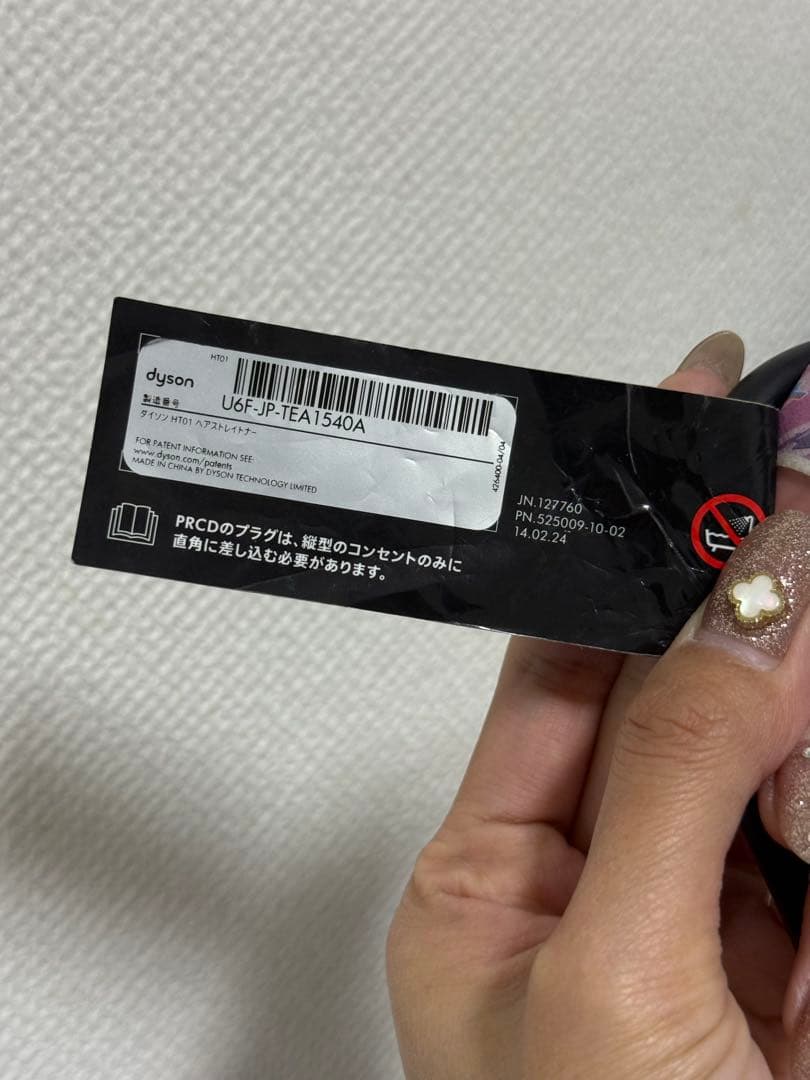 HT01
dyson
製造番号
U6F-JP-TEA1540A
ダイソン HT01 ヘアストレイトナー
FOR PATENT INFORMATION SEE:
www.dyson.com/patents
MADE IN CHINA BY DYSON TECHNOLOGY LIMITED
426400-04/04
PRCDのプラグは、縦型のコンセントのみに
直角に差し込む必要があります。
JN.127760
PN.525009-10-02
14.02.24